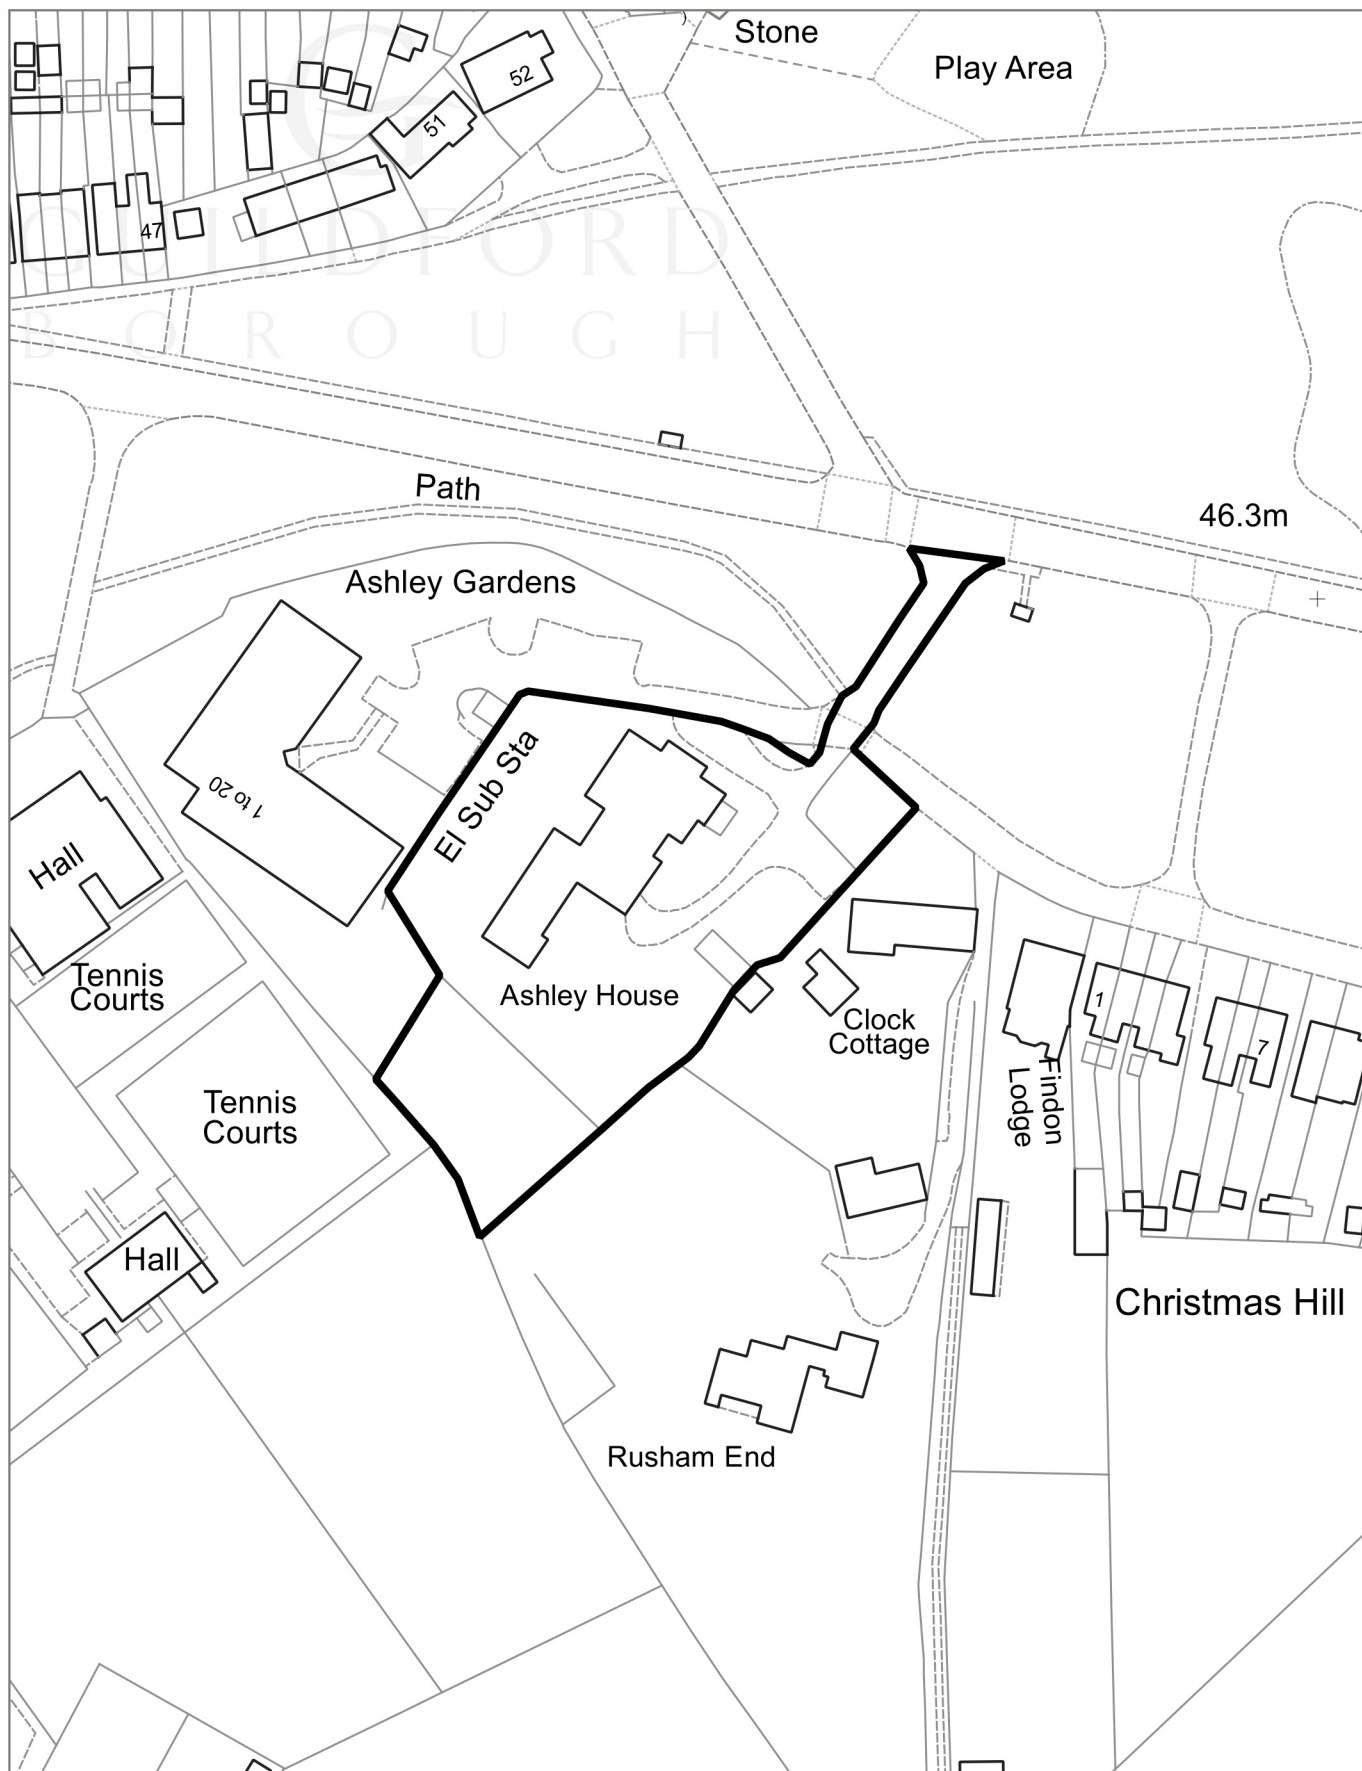 Stone
Play Area
52
51
47
GUILDFORD
BOROUGH
Path
46.3m
Ashley Gardens
El Sub Sta
1 to 20
Hall
Tennis
Courts
Ashley House
Clock
Cottage
1
7
Findon
Lodge
Tennis
Courts
Hall
Christmas Hill
Rusham End